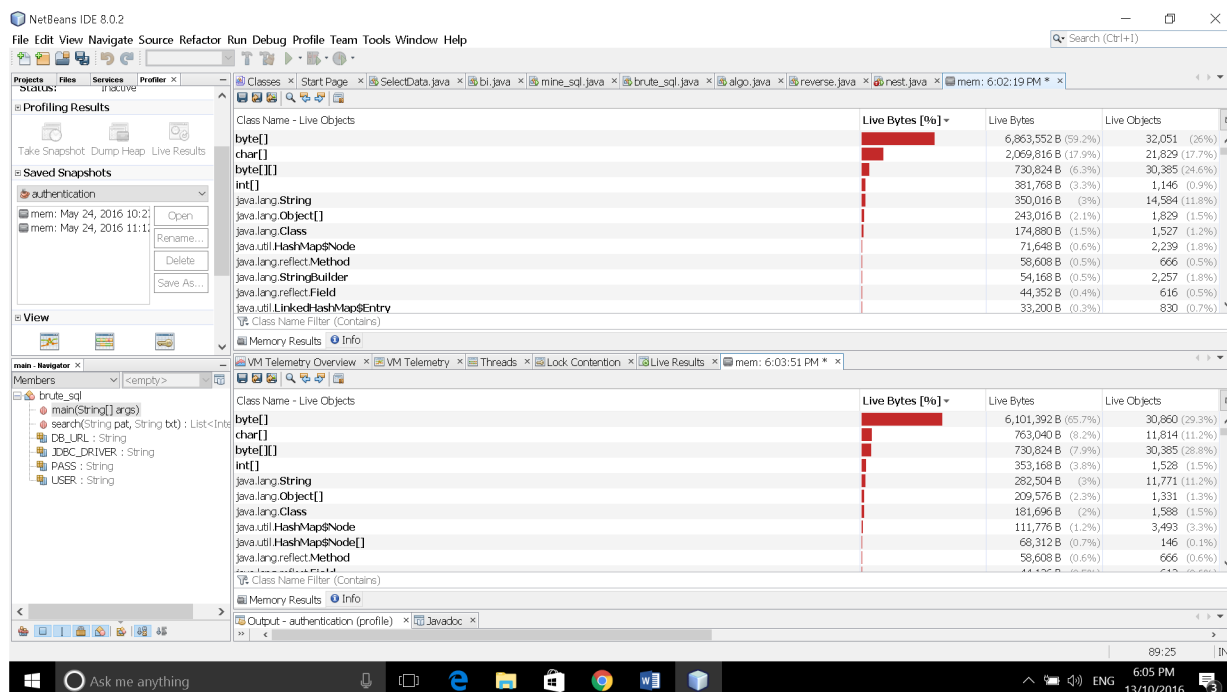 NetBeans IDE 8.0.2
File Edit View Navigate Source Refactor Run Debug Profile Team Tools Window Help
Search (Ctrl+I)
Projects Files Services Profiler
Status: Inactive
Profiling Results
Take Snapshot Dump Heap Live Results
Saved Snapshots
authentication
mem: May 24, 2016 10:2
mem: May 24, 2016 11:1
Open
Rename...
Delete
Save As...
View
main - Navigator
Members <empty>
brute_sql
main(String[] args)
search(String pat, String txt) : List<Inte
DB_URL : String
JDBC_DRIVER : String
PASS : String
USER : String
Classes Start Page SelectData.java bi.java mine_sql.java brute_sql.java algo.java reverse.java nest.java mem: 6:02:19 PM *
Class Name - Live Objects Live Bytes [%] Live Bytes Live Objects
byte[] 6,863,552 B (59.2%) 32,051 (26%)
char[] 2,069,816 B (17.9%) 21,829 (17.7%)
byte[][] 730,824 B (6.3%) 30,385 (24.6%)
int[] 381,768 B (3.3%) 1,146 (0.9%)
java.lang.String 350,016 B (3%) 14,584 (11.8%)
java.lang.Object[] 243,016 B (2.1%) 1,829 (1.5%)
java.lang.Class 174,880 B (1.5%) 1,527 (1.2%)
java.util.HashMap$Node 71,648 B (0.6%) 2,239 (1.8%)
java.lang.reflect.Method 58,608 B (0.5%) 666 (0.5%)
java.lang.StringBuilder 54,168 B (0.5%) 2,257 (1.8%)
java.lang.reflect.Field 44,352 B (0.4%) 616 (0.5%)
java.util.LinkedHashMap$Entry 33,200 B (0.3%) 830 (0.7%)
Class Name Filter (Contains)
Memory Results Info
VM Telemetry Overview VM Telemetry Threads Lock Contention Live Results mem: 6:03:51 PM *
Class Name - Live Objects Live Bytes [%] Live Bytes Live Objects
byte[] 6,101,392 B (65.7%) 30,860 (29.3%)
char[] 763,040 B (8.2%) 11,814 (11.2%)
byte[][] 730,824 B (7.9%) 30,385 (28.8%)
int[] 353,168 B (3.8%) 1,528 (1.5%)
java.lang.String 282,504 B (3%) 11,771 (11.2%)
java.lang.Object[] 209,576 B (2.3%) 1,331 (1.3%)
java.lang.Class 181,696 B (2%) 1,588 (1.5%)
java.util.HashMap$Node 111,776 B (1.2%) 3,493 (3.3%)
java.util.HashMap$Node[] 68,312 B (0.7%) 146 (0.1%)
java.lang.reflect.Method 58,608 B (0.6%) 666 (0.6%)
Class Name Filter (Contains)
Memory Results Info
Output - authentication (profile) Javadoc
89:25 IN
Ask me anything
ENG
6:05 PM
13/10/2016